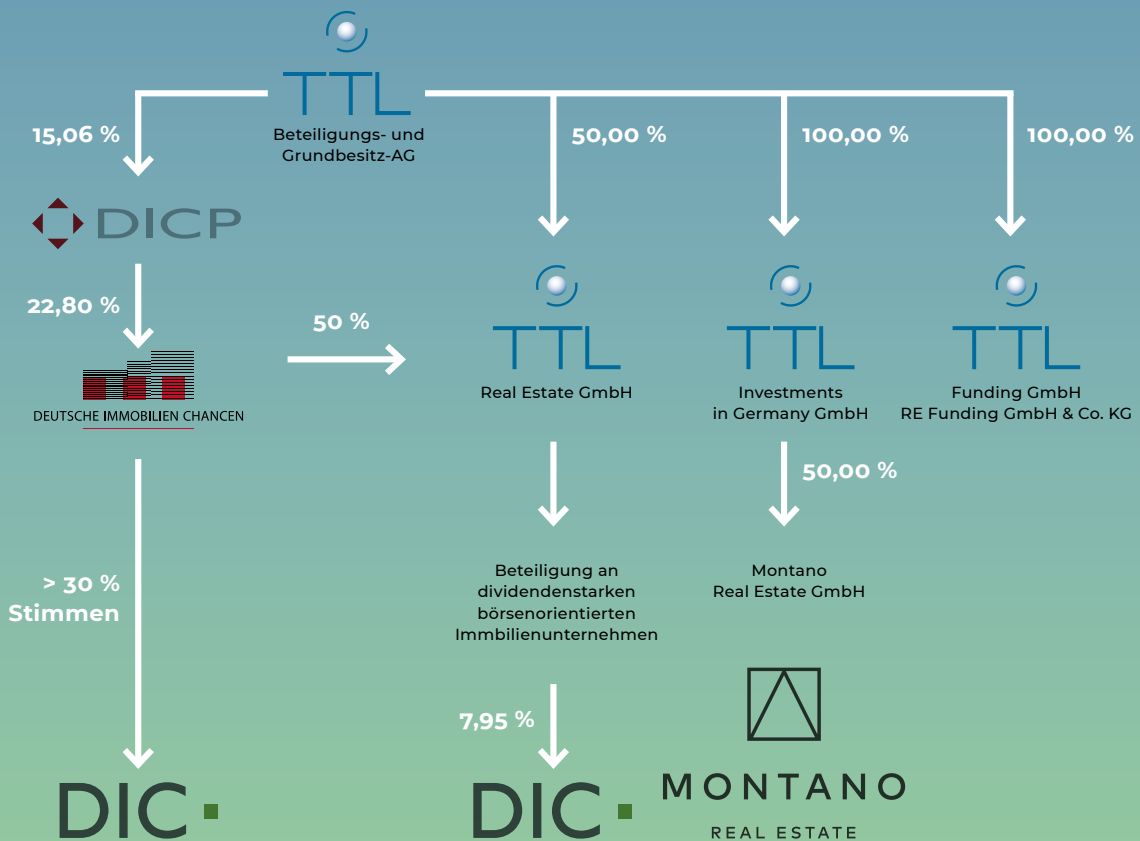 TTL
Beteiligungs- und
Grundbesitz-AG
15,06 %
50,00 %
100,00 %
100,00 %
DICP
22,80 %
50 %
DEUTSCHE IMMOBILIEN CHANCEN
TTL
Real Estate GmbH
TTL
Investments
in Germany GmbH
TTL
Funding GmbH
RE Funding GmbH & Co. KG
50,00 %
> 30 %
Stimmen
Beteiligung an
dividendenstarken
börsenorientierten
Immbilienunternehmen
Montano
Real Estate GmbH
7,95 %
DIC
DIC
MONTANO
REAL ESTATE